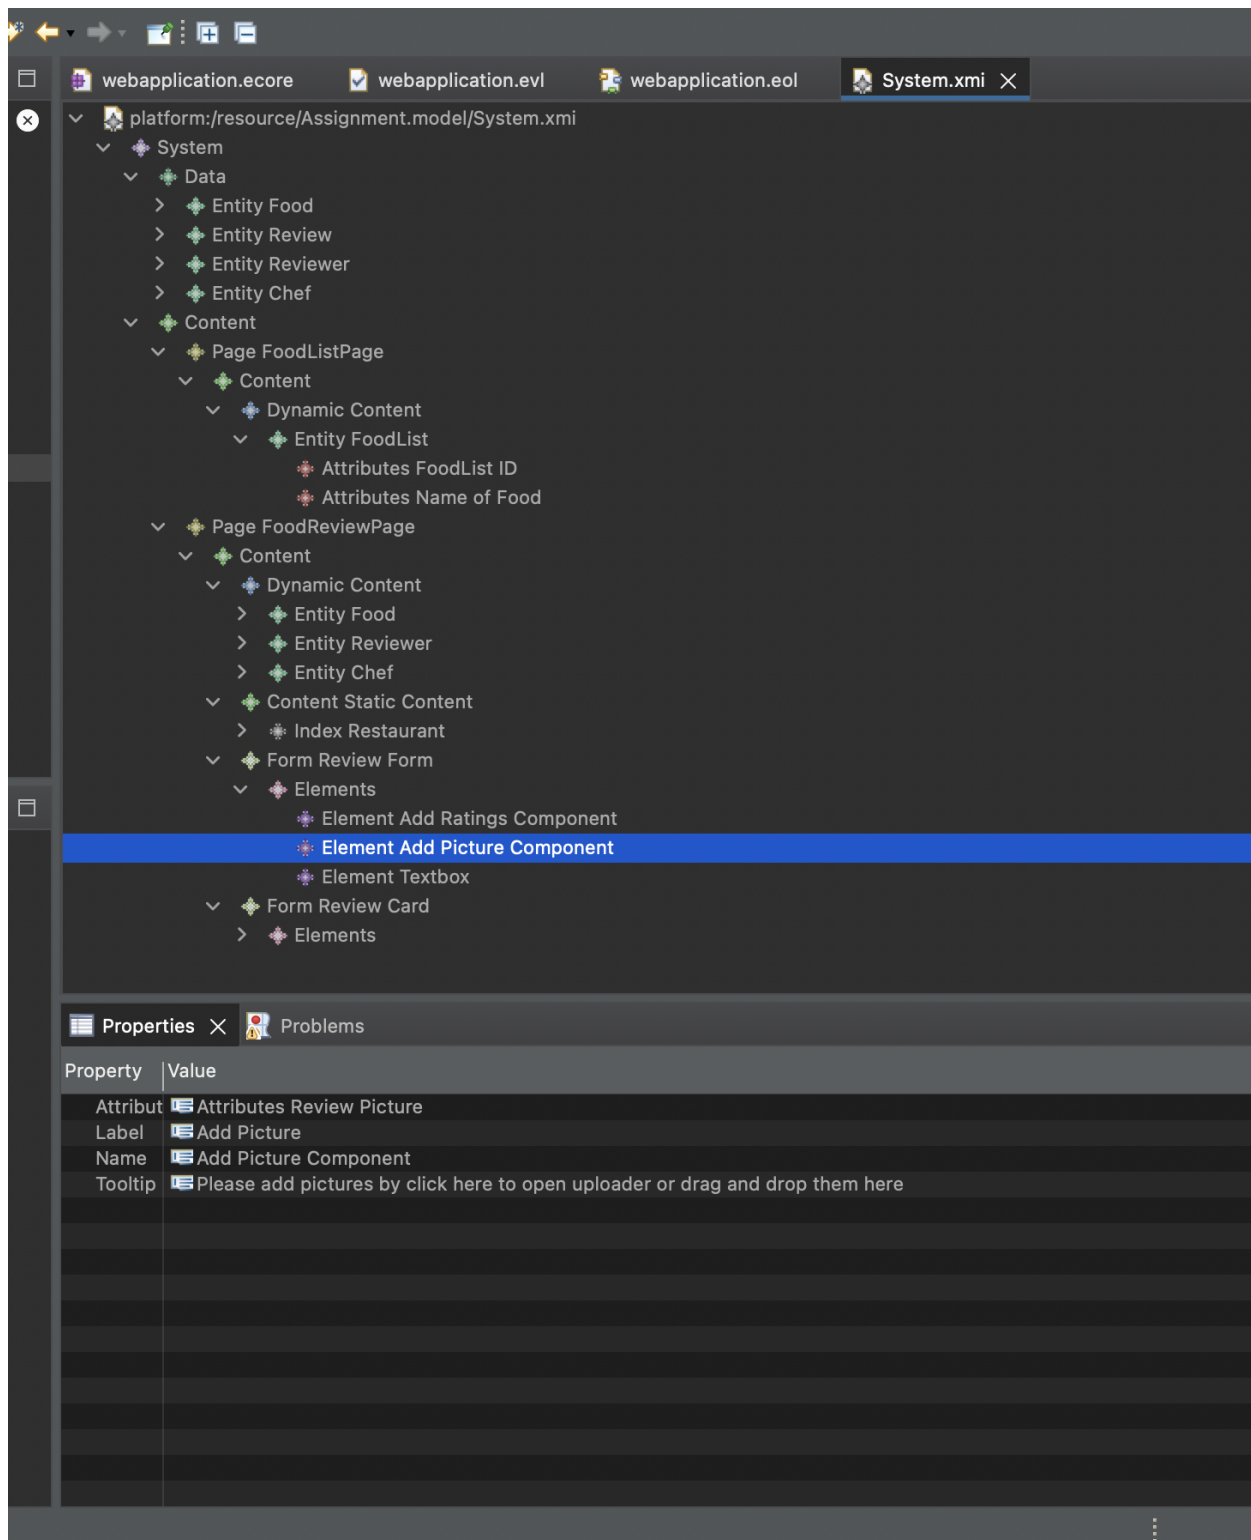 webapplication.ecore webapplication.evl webapplication.eol System.xmi
platform:/resource/Assignment.model/System.xmi
System
Data
Entity Food
Entity Review
Entity Reviewer
Entity Chef
Content
Page FoodListPage
Content
Dynamic Content
Entity FoodList
Attributes FoodList ID
Attributes Name of Food
Page FoodReviewPage
Content
Dynamic Content
Entity Food
Entity Reviewer
Entity Chef
Content Static Content
Index Restaurant
Form Review Form
Elements
Element Add Ratings Component
Element Add Picture Component
Element Textbox
Form Review Card
Elements
Properties Problems
Property Value
Attribut Attributes Review Picture
Label Add Picture
Name Add Picture Component
Tooltip Please add pictures by click here to open uploader or drag and drop them here